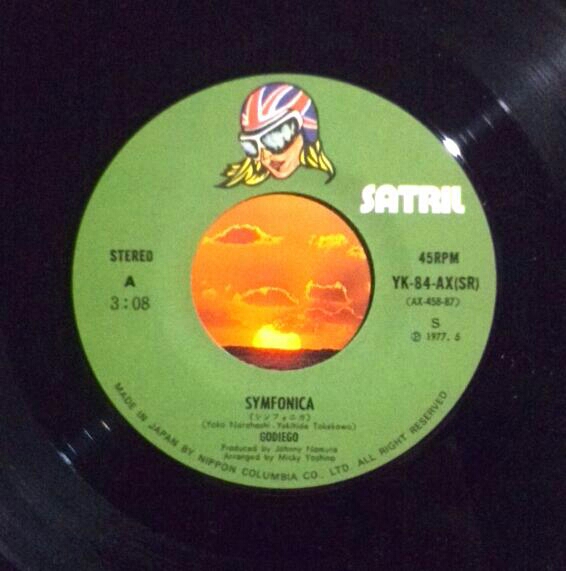 SATRIL
STEREO
A
3:08
45RPM
YK-84-AX(SR)
(AX-458-87)
S
Ⓟ 1977. 6
SYMFONICA
(シンフォニカ)
(Yoko Narahashi · Yukihide Takekawa)
GODIEGO
Produced by Johnny Nomura
Arranged by Micky Yoshino
MADE IN JAPAN BY NIPPON COLUMBIA CO., LTD. ALL RIGHT RESERVED